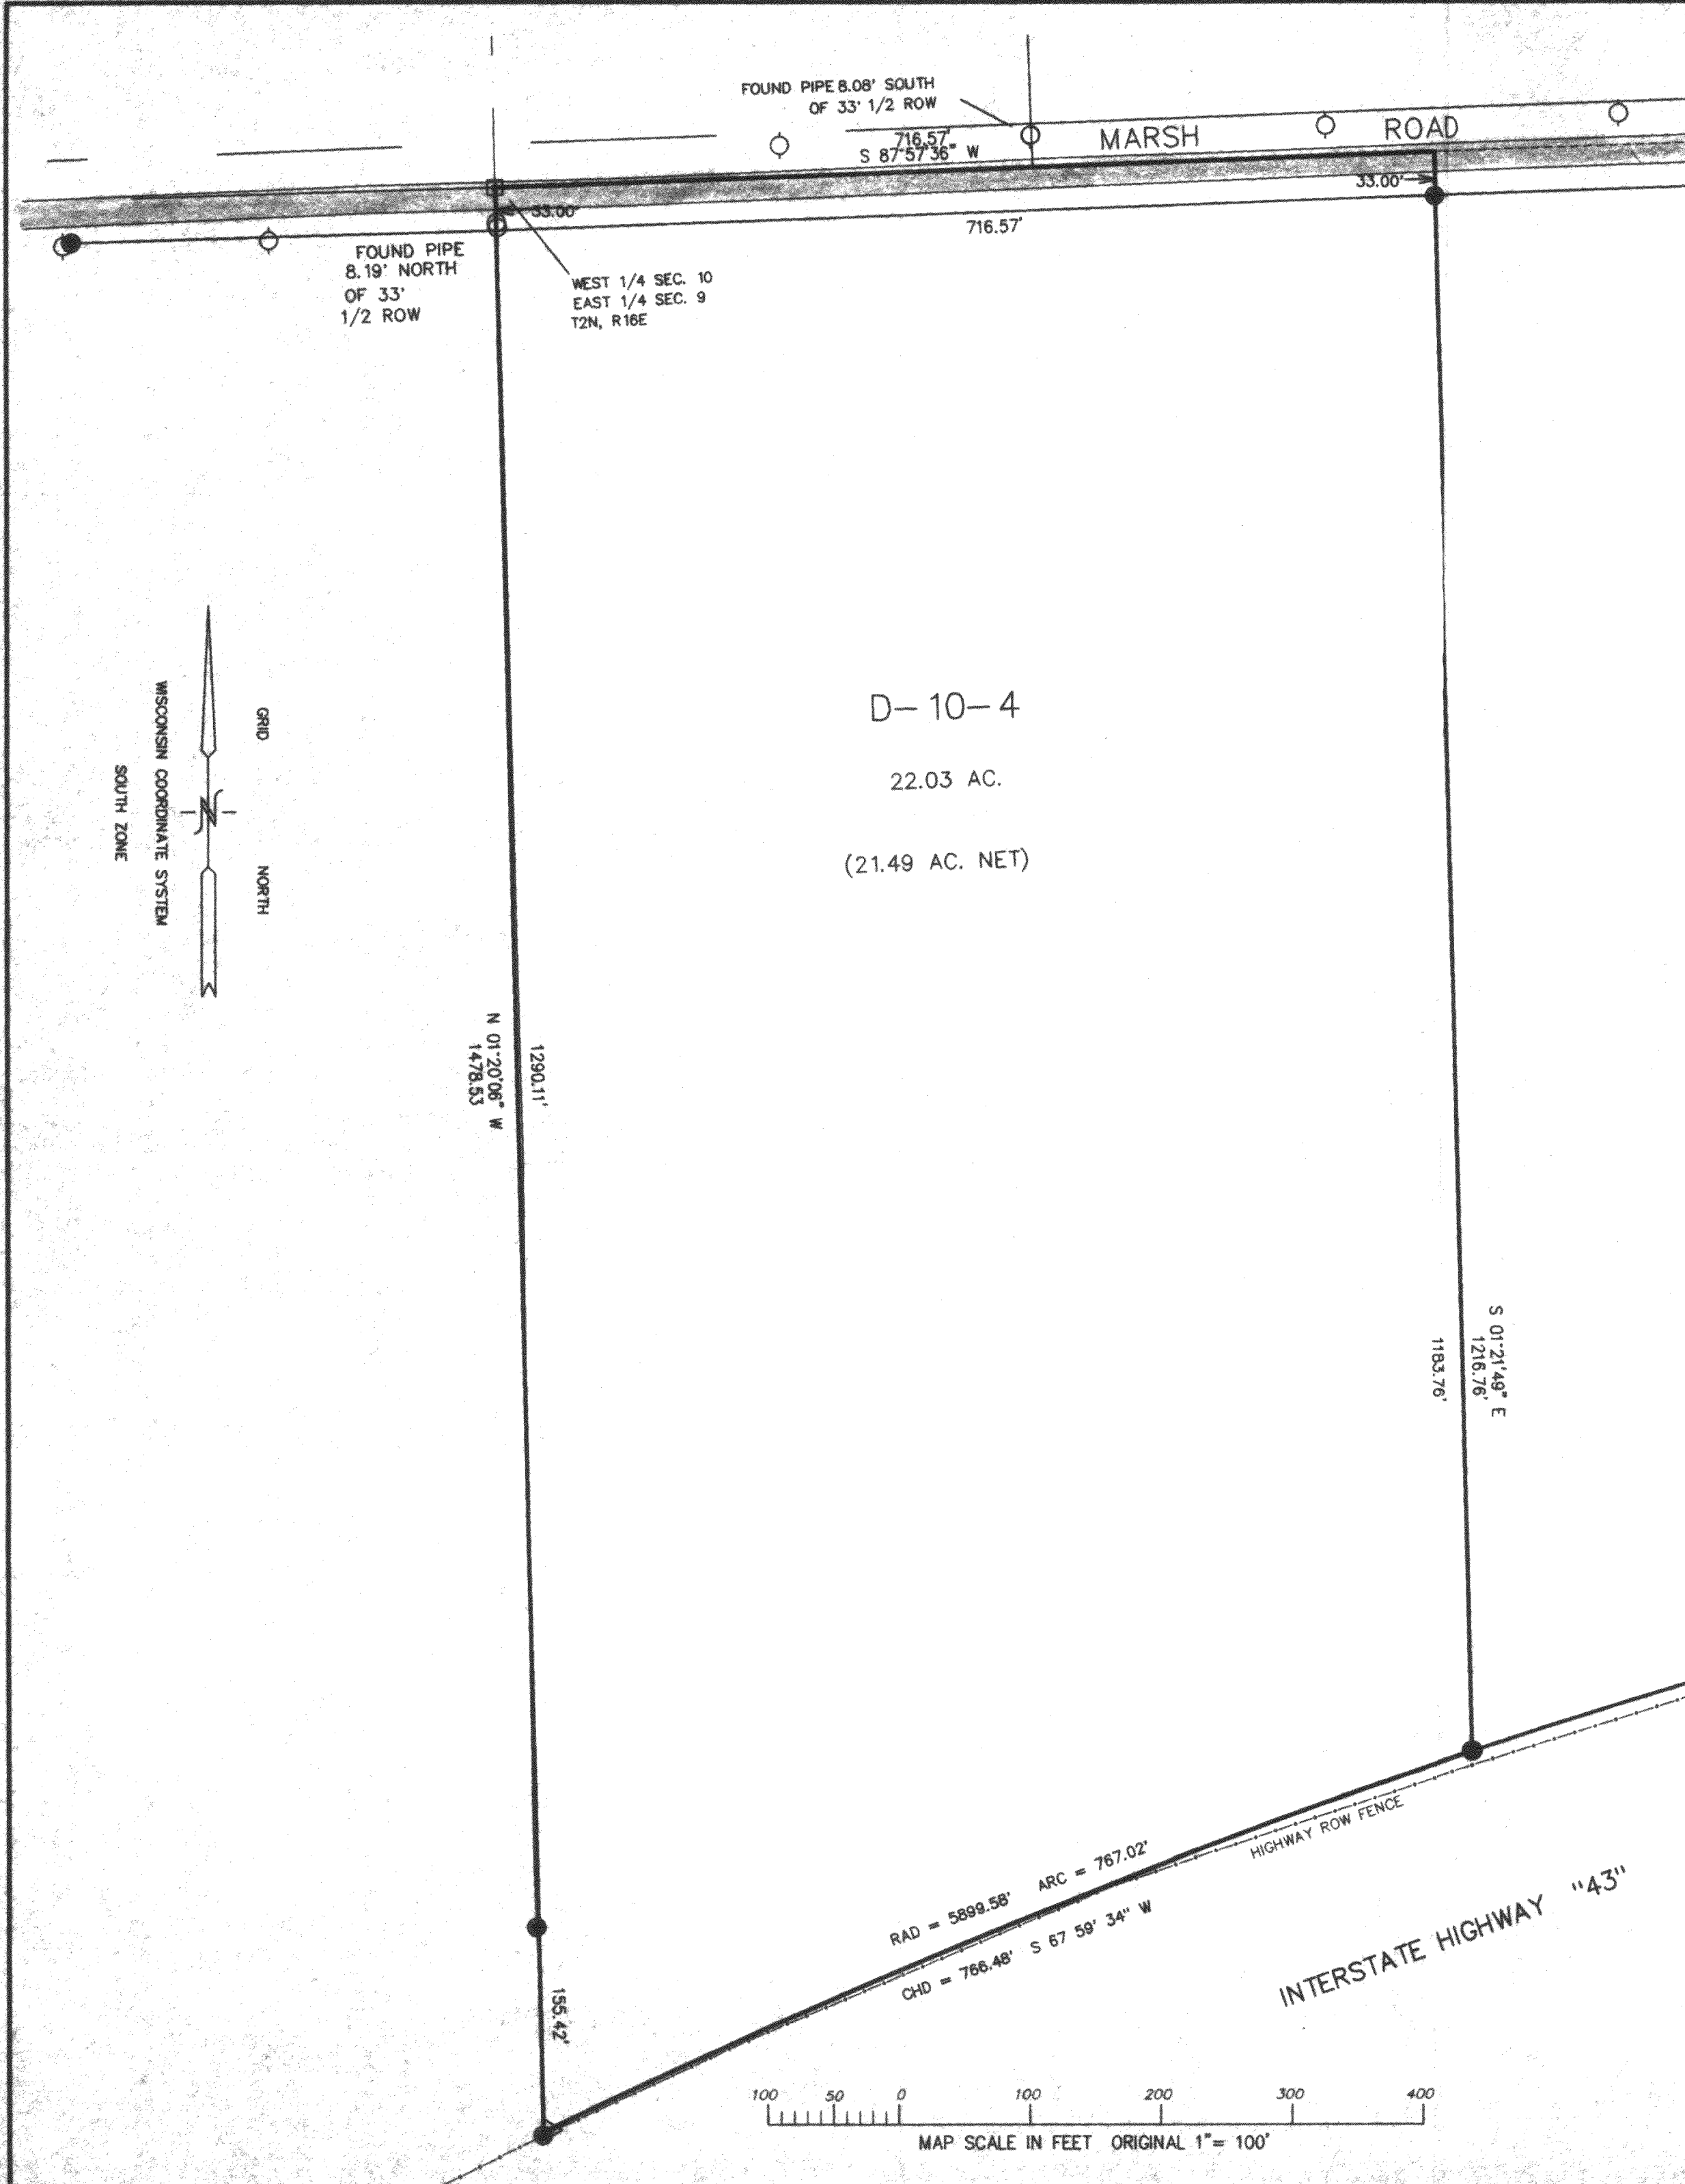 FOUND PIPE 8.08' SOUTH
OF 33' 1/2 ROW
716.57'
S 87°57'36" W
MARSH ROAD
33.00'
33.00'
716.57'
FOUND PIPE
8.19' NORTH
OF 33'
1/2 ROW
WEST 1/4 SEC. 10
EAST 1/4 SEC. 9
T2N, R16E
D-10-4
22.03 AC.
(21.49 AC. NET)
GRID NORTH
WISCONSIN COORDINATE SYSTEM
SOUTH ZONE
N
1290.11'
N 01°20'06" W
1478.53
S 01°21'49" E
1216.76'
1183.76'
155.42'
RAD = 5899.58' ARC = 767.02'
CHD = 766.48' S 67 59' 34" W
HIGHWAY ROW FENCE
INTERSTATE HIGHWAY "43"
100 50 0 100 200 300 400
MAP SCALE IN FEET ORIGINAL 1"= 100'